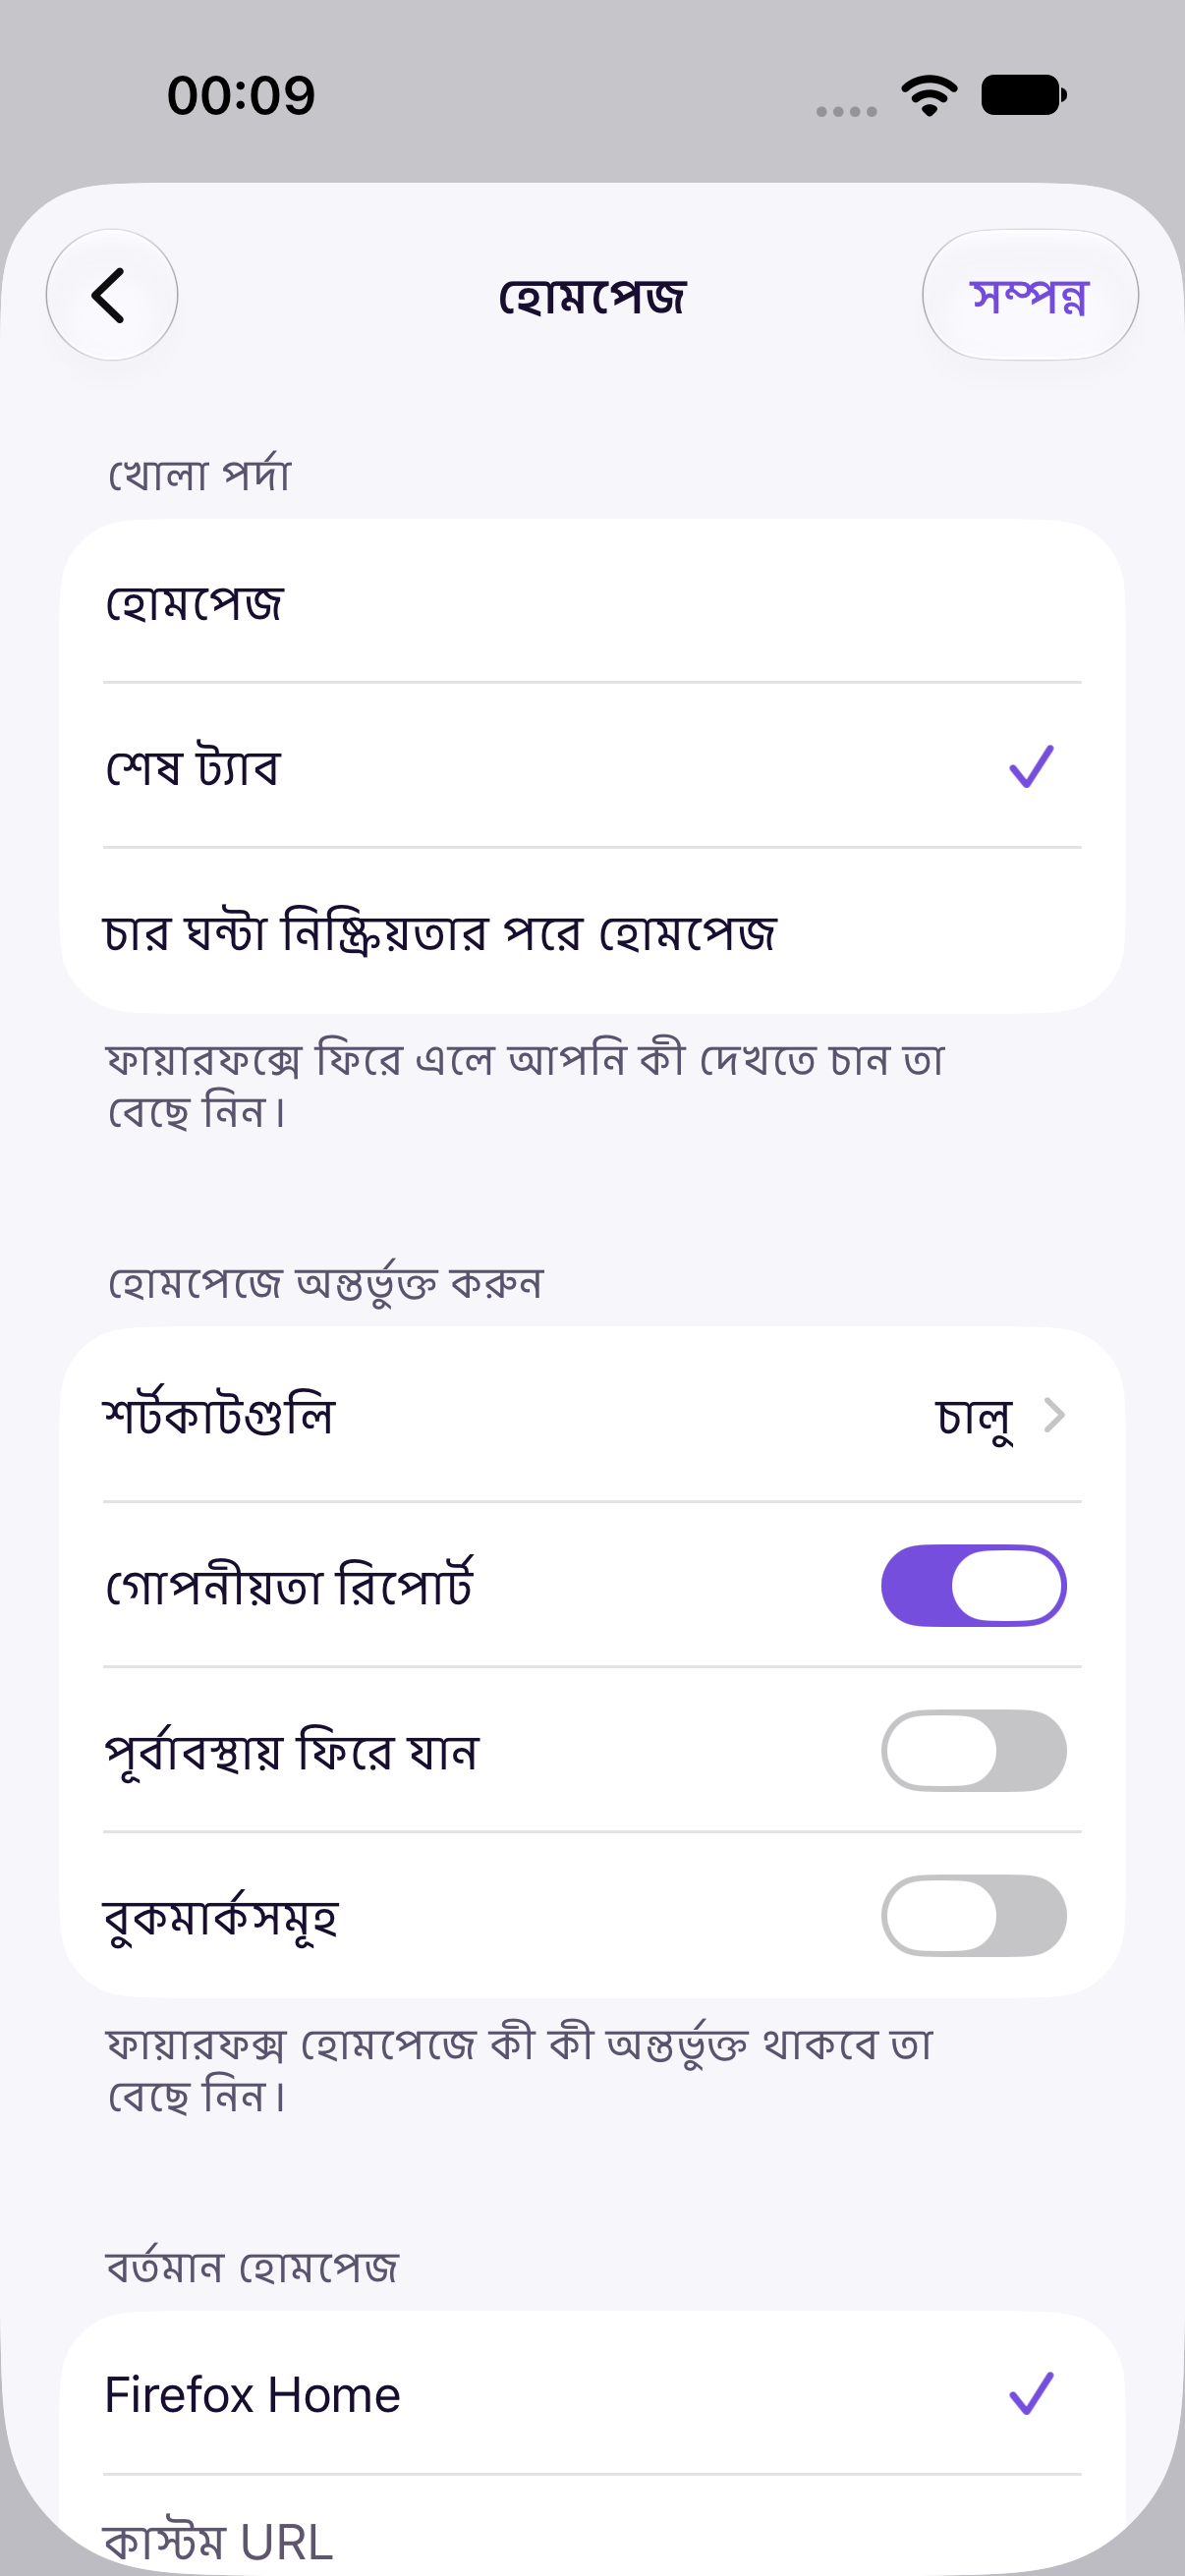 00:09
হোমপেজ
সম্পন্ন
খোলা পর্দা
হোমপেজ
শেষ ট্যাব
চার ঘন্টা নিষ্ক্রিয়তার পরে হোমপেজ
ফায়ারফক্সে ফিরে এলে আপনি কী দেখতে চান তা
বেছে নিন।
হোমপেজে অন্তর্ভুক্ত করুন
শর্টকাটগুলি
চালু
গোপনীয়তা রিপোর্ট
পূর্বাবস্থায় ফিরে যান
বুকমার্কসমূহ
ফায়ারফক্স হোমপেজে কী কী অন্তর্ভুক্ত থাকবে তা
বেছে নিন।
বর্তমান হোমপেজ
Firefox Home
কাস্টম URL